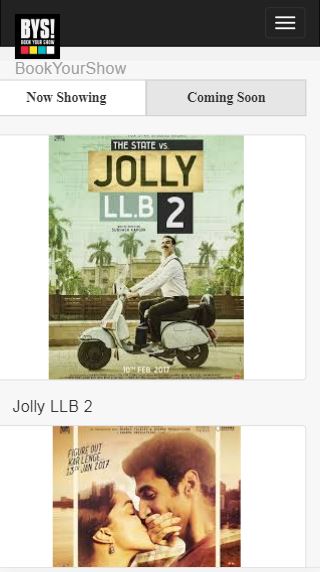 BYS!
BOOK YOUR SHOW
BookYourShow
Now Showing
Coming Soon
THE STATE VS.
JOLLY
LL.B 2
10TH FEB. 2017
Jolly LLB 2
FIGURE OUT
KAR LENGE
13TH JAN 2017